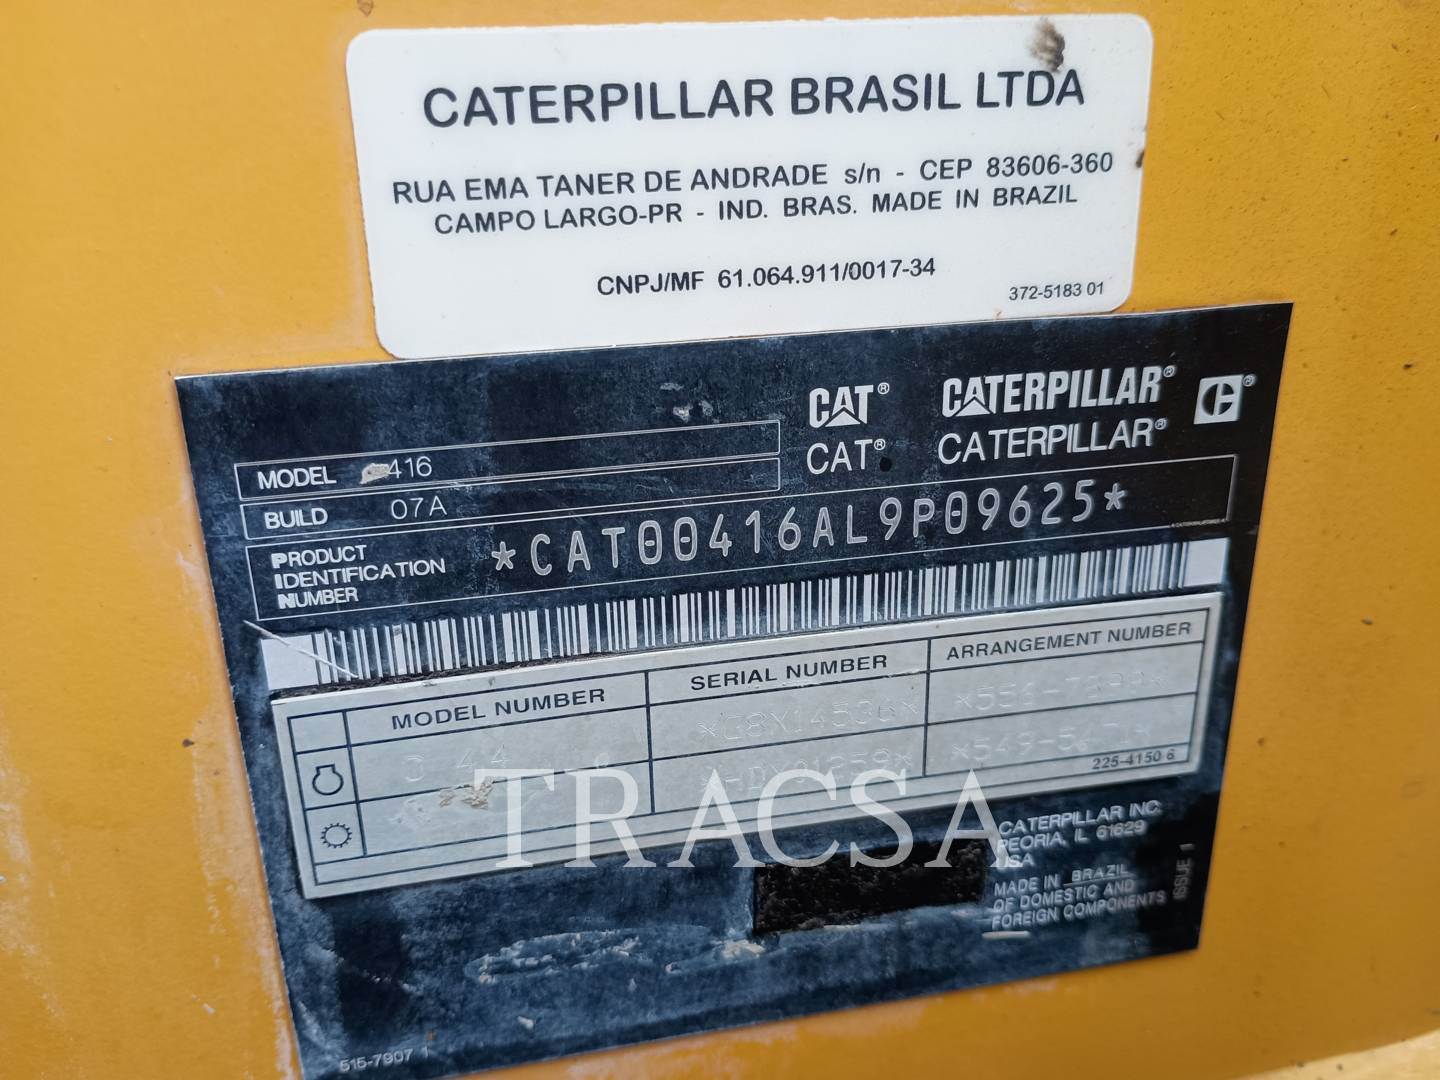 CATERPILLAR BRASIL LTDA
RUA EMA TANER DE ANDRADE s/n - CEP 83606-360
CAMPO LARGO-PR - IND. BRAS. MADE IN BRAZIL
CNPJ/MF 61.064.911/0017-34
372-5183 01
CAT® CATERPILLAR®
CAT® CATERPILLAR®
MODEL 416
BUILD 07A
PRODUCT
IDENTIFICATION
NUMBER
*CAT00416AL9P09625*
MODEL NUMBER SERIAL NUMBER ARRANGEMENT NUMBER
225-4150 6
TRACSA
CATERPILLAR INC.
PEORIA, IL 61629
USA
MADE IN BRAZIL
OF DOMESTIC AND
FOREIGN COMPONENTS
ISSUE 1
515-7907 1